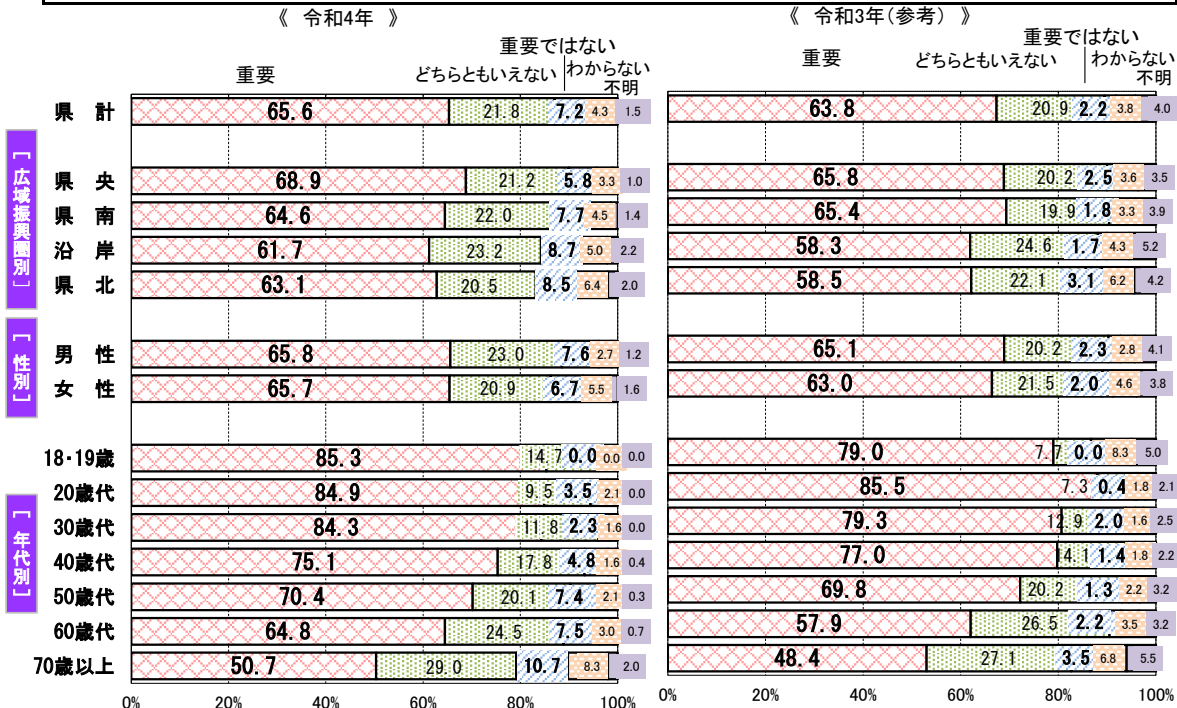 《 令和4年 》
《 令和3年(参考) 》
重要
どちらともいえない
重要ではない
わからない
不明
重要
どちらともいえない
重要ではない
わからない
不明
県 計 65.6 21.8 7.2 4.3 1.5 63.8 20.9 2.2 3.8 4.0
[広域振興圏別]
県 央 68.9 21.2 5.8 3.3 1.0 65.8 20.2 2.5 3.6 3.5
県 南 64.6 22.0 7.7 4.5 1.4 65.4 19.9 1.8 3.3 3.9
沿 岸 61.7 23.2 8.7 5.0 2.2 58.3 24.6 1.7 4.3 5.2
県 北 63.1 20.5 8.5 6.4 2.0 58.5 22.1 3.1 6.2 4.2
[性別]
男 性 65.8 23.0 7.6 2.7 1.2 65.1 20.2 2.3 2.8 4.1
女 性 65.7 20.9 6.7 5.5 1.6 63.0 21.5 2.0 4.6 3.8
[年代別]
18・19歳 85.3 14.7 0.0 0.0 0.0 79.0 7.7 0.0 8.3 5.0
20歳代 84.9 9.5 3.5 2.1 0.0 85.5 7.3 0.4 1.8 2.1
30歳代 84.3 11.8 2.3 1.6 0.0 79.3 12.9 2.0 1.6 2.5
40歳代 75.1 17.8 4.8 1.6 0.4 77.0 14.1 1.4 1.8 2.2
50歳代 70.4 20.1 7.4 2.1 0.3 69.8 20.2 1.3 2.2 3.2
60歳代 64.8 24.5 7.5 3.0 0.7 57.9 26.5 2.2 3.5 3.2
70歳以上 50.7 29.0 10.7 8.3 2.0 48.4 27.1 3.5 6.8 5.5
0% 20% 40% 60% 80% 100% 0% 20% 40% 60% 80% 100%